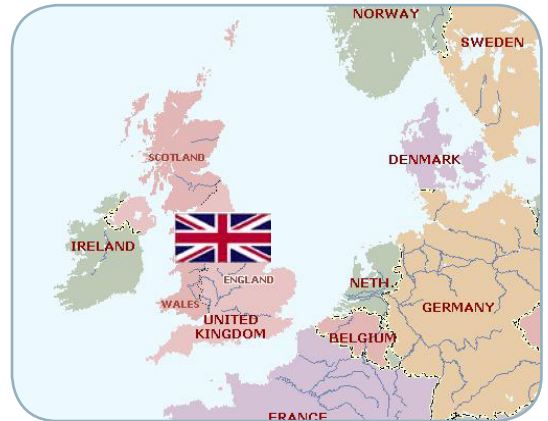 NORWAY
SWEDEN
SCOTLAND
DENMARK
IRELAND
ENGLAND
NETH.
WALES
GERMANY
UNITED
KINGDOM
BELGIUM
FRANCE